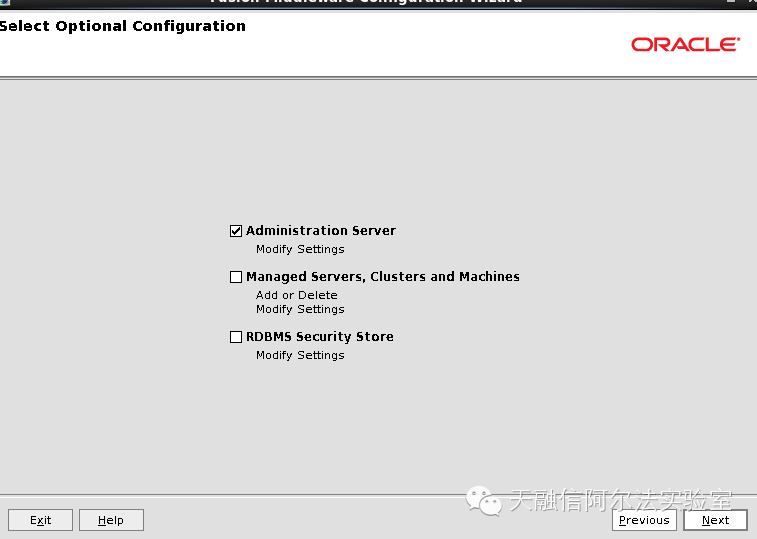 Fusion Middleware Configuration Wizard
Select Optional Configuration
ORACLE
Administration Server
Modify Settings
Managed Servers, Clusters and Machines
Add or Delete
Modify Settings
RDBMS Security Store
Modify Settings
天融信阿尔法实验室
Exit
Help
Previous
Next